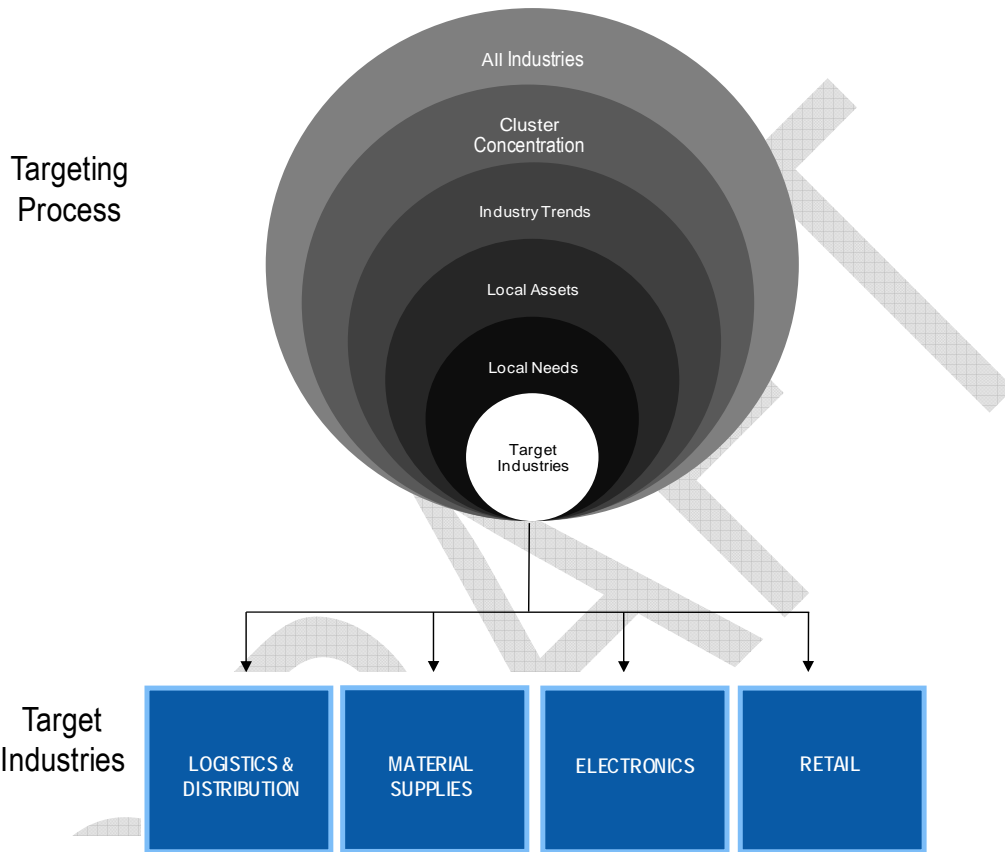 All Industries
Cluster
Concentration
Targeting
Process
Industry Trends
Local Assets
Local Needs
Target
Industries
Target
Industries
LOGISTICS &
DISTRIBUTION
MATERIAL
SUPPLIES
ELECTRONICS
RETAIL